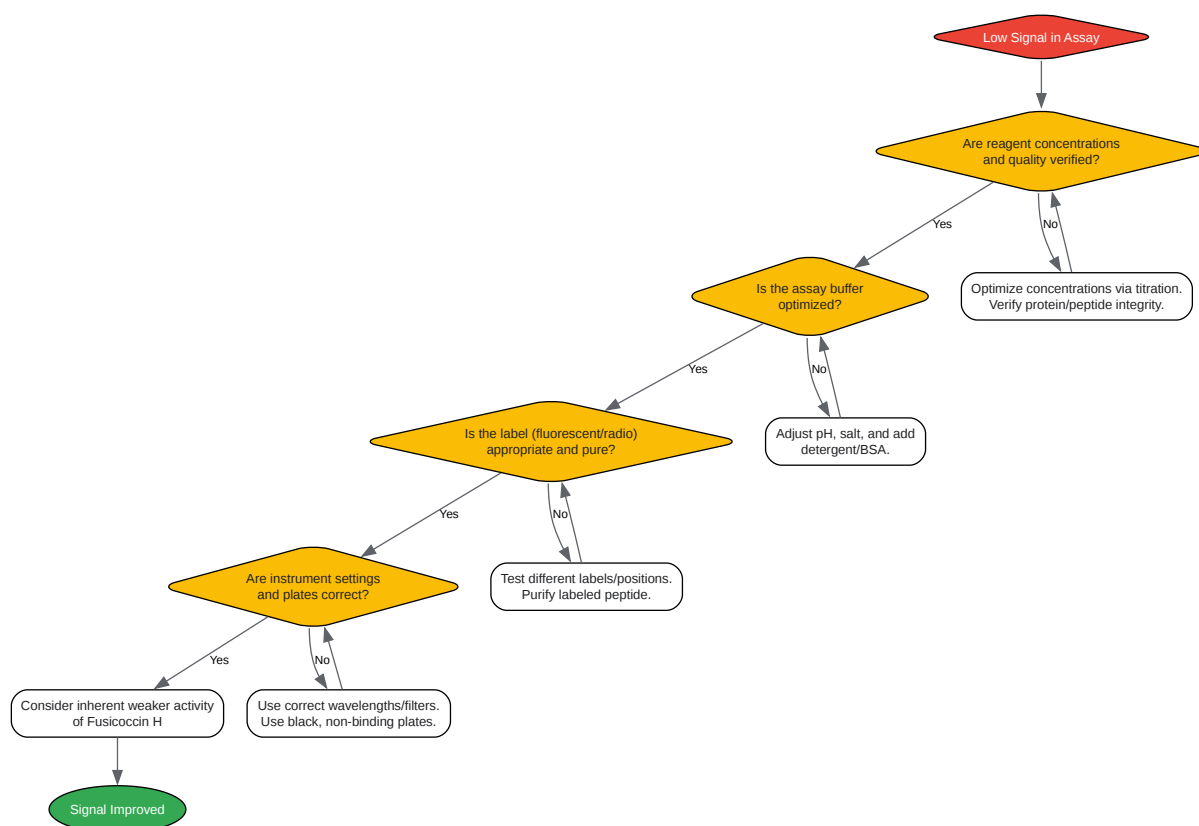 Low Signal in Assay
Are reagent concentrations
and quality verified?
Yes
No
Optimize concentrations via titration.
Verify protein/peptide integrity.
Is the assay buffer
optimized?
Yes
No
Adjust pH, salt, and add
detergent/BSA.
Is the label (fluorescent/radio)
appropriate and pure?
Yes
No
Test different labels/positions.
Purify labeled peptide.
Are instrument settings
and plates correct?
Yes
No
Consider inherent weaker activity
of Fusicoccin H
Use correct wavelengths/filters.
Use black, non-binding plates.
Signal Improved